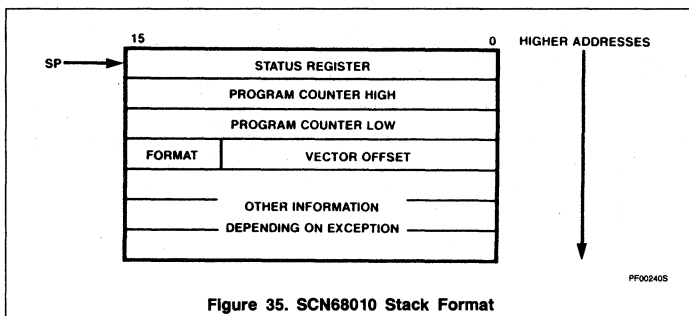 15 0 HIGHER ADDRESSES
SP
STATUS REGISTER
PROGRAM COUNTER HIGH
PROGRAM COUNTER LOW
FORMAT VECTOR OFFSET
OTHER INFORMATION
DEPENDING ON EXCEPTION
PF00240S
Figure 35. SCN68010 Stack Format